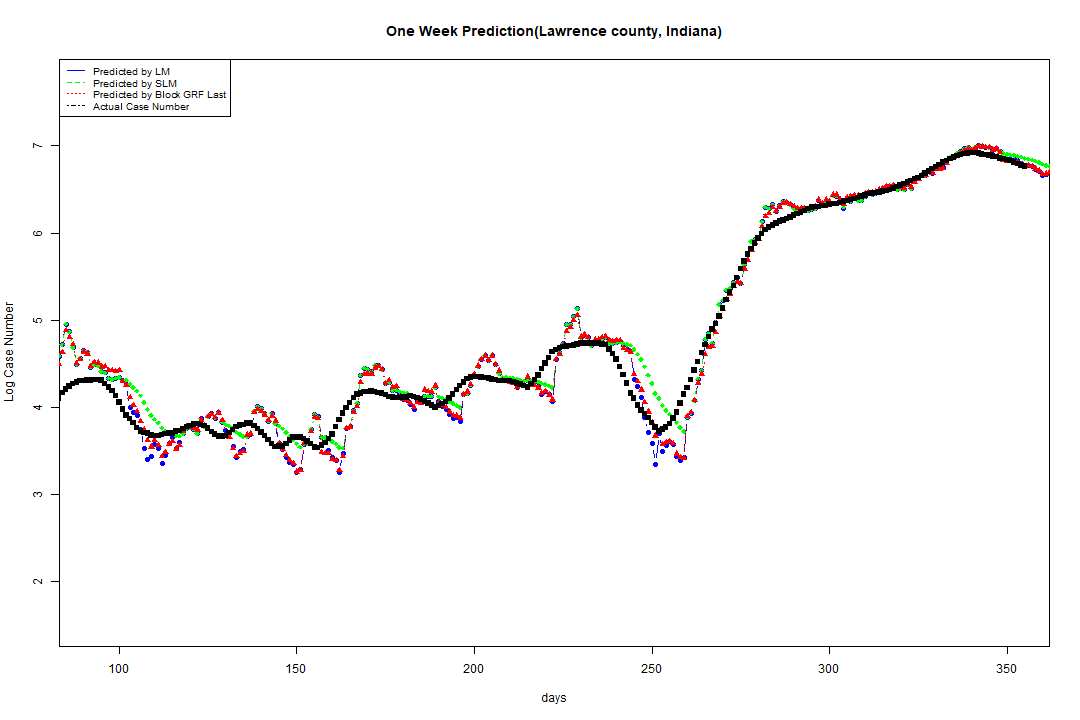 One Week Prediction(Lawrence county, Indiana)
Predicted by LM
Predicted by SLM
Predicted by Block GRF Last
Actual Case Number
7
6
5
4
3
2
Log Case Number
100 150 200 250 300 350
days